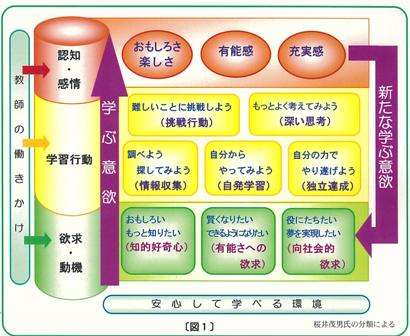 教師の働きかけ
認知
・
感情
学習行動
欲求
・
動機
学ぶ意欲
おもしろさ
楽しさ
有能感
充実感
難しいことに挑戦しよう
(挑戦行動)
もっとよく考えてみよう
(深い思考)
調べよう
探してみよう
(情報収集)
自分から
やってみよう
(自発学習)
自分の力で
やり遂げよう
(独立達成)
おもしろい
もっと知りたい
(知的好奇心)
賢くなりたい
できるようになりたい
(有能さへの
欲求)
役にたちたい
夢を実現したい
(向社会的
欲求)
新たな学ぶ意欲
安心して学べる環境
〔図1〕
桜井茂男氏の分類による